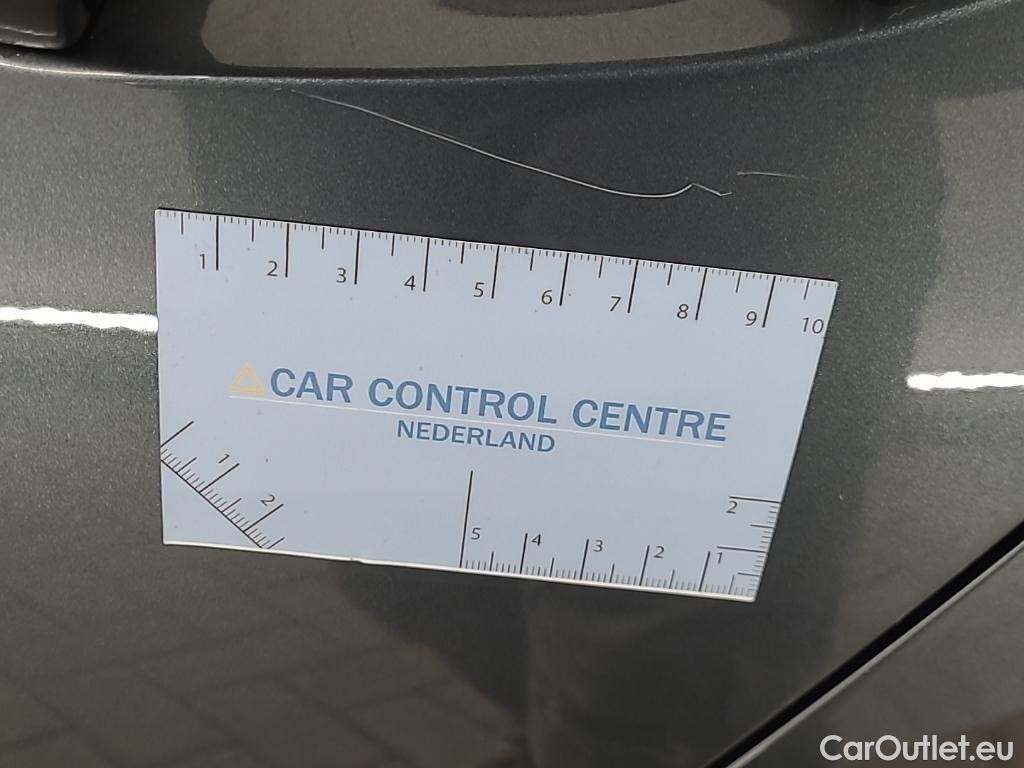 1 2 3 4 5 6 7 8 9 10
CAR CONTROL CENTRE
NEDERLAND
1 2
5 4 3 2 1
2
CarOutlet.eu